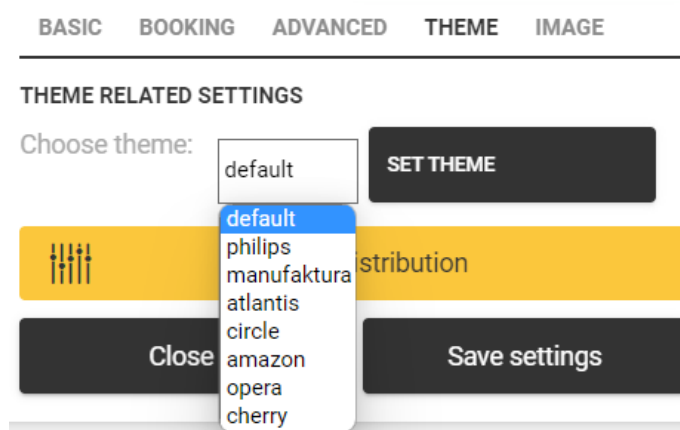 BASIC BOOKING ADVANCED THEME IMAGE
THEME RELATED SETTINGS
Choose theme: default SET THEME
default
philips
manufaktura
atlantis
circle
amazon
opera
cherry
stribution
Close
Save settings